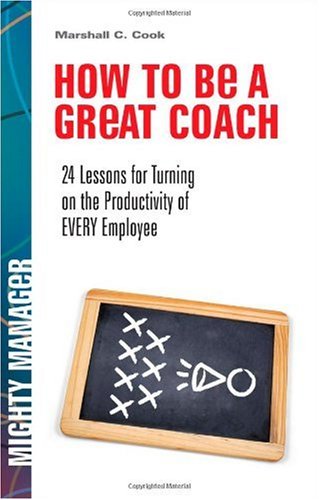 Marshall C. Cook
HOW TO Be A
GReAT COACH
24 Lessons for Turning
on the Productivity of
EVERY Employee
MIGHTY MANAGeR